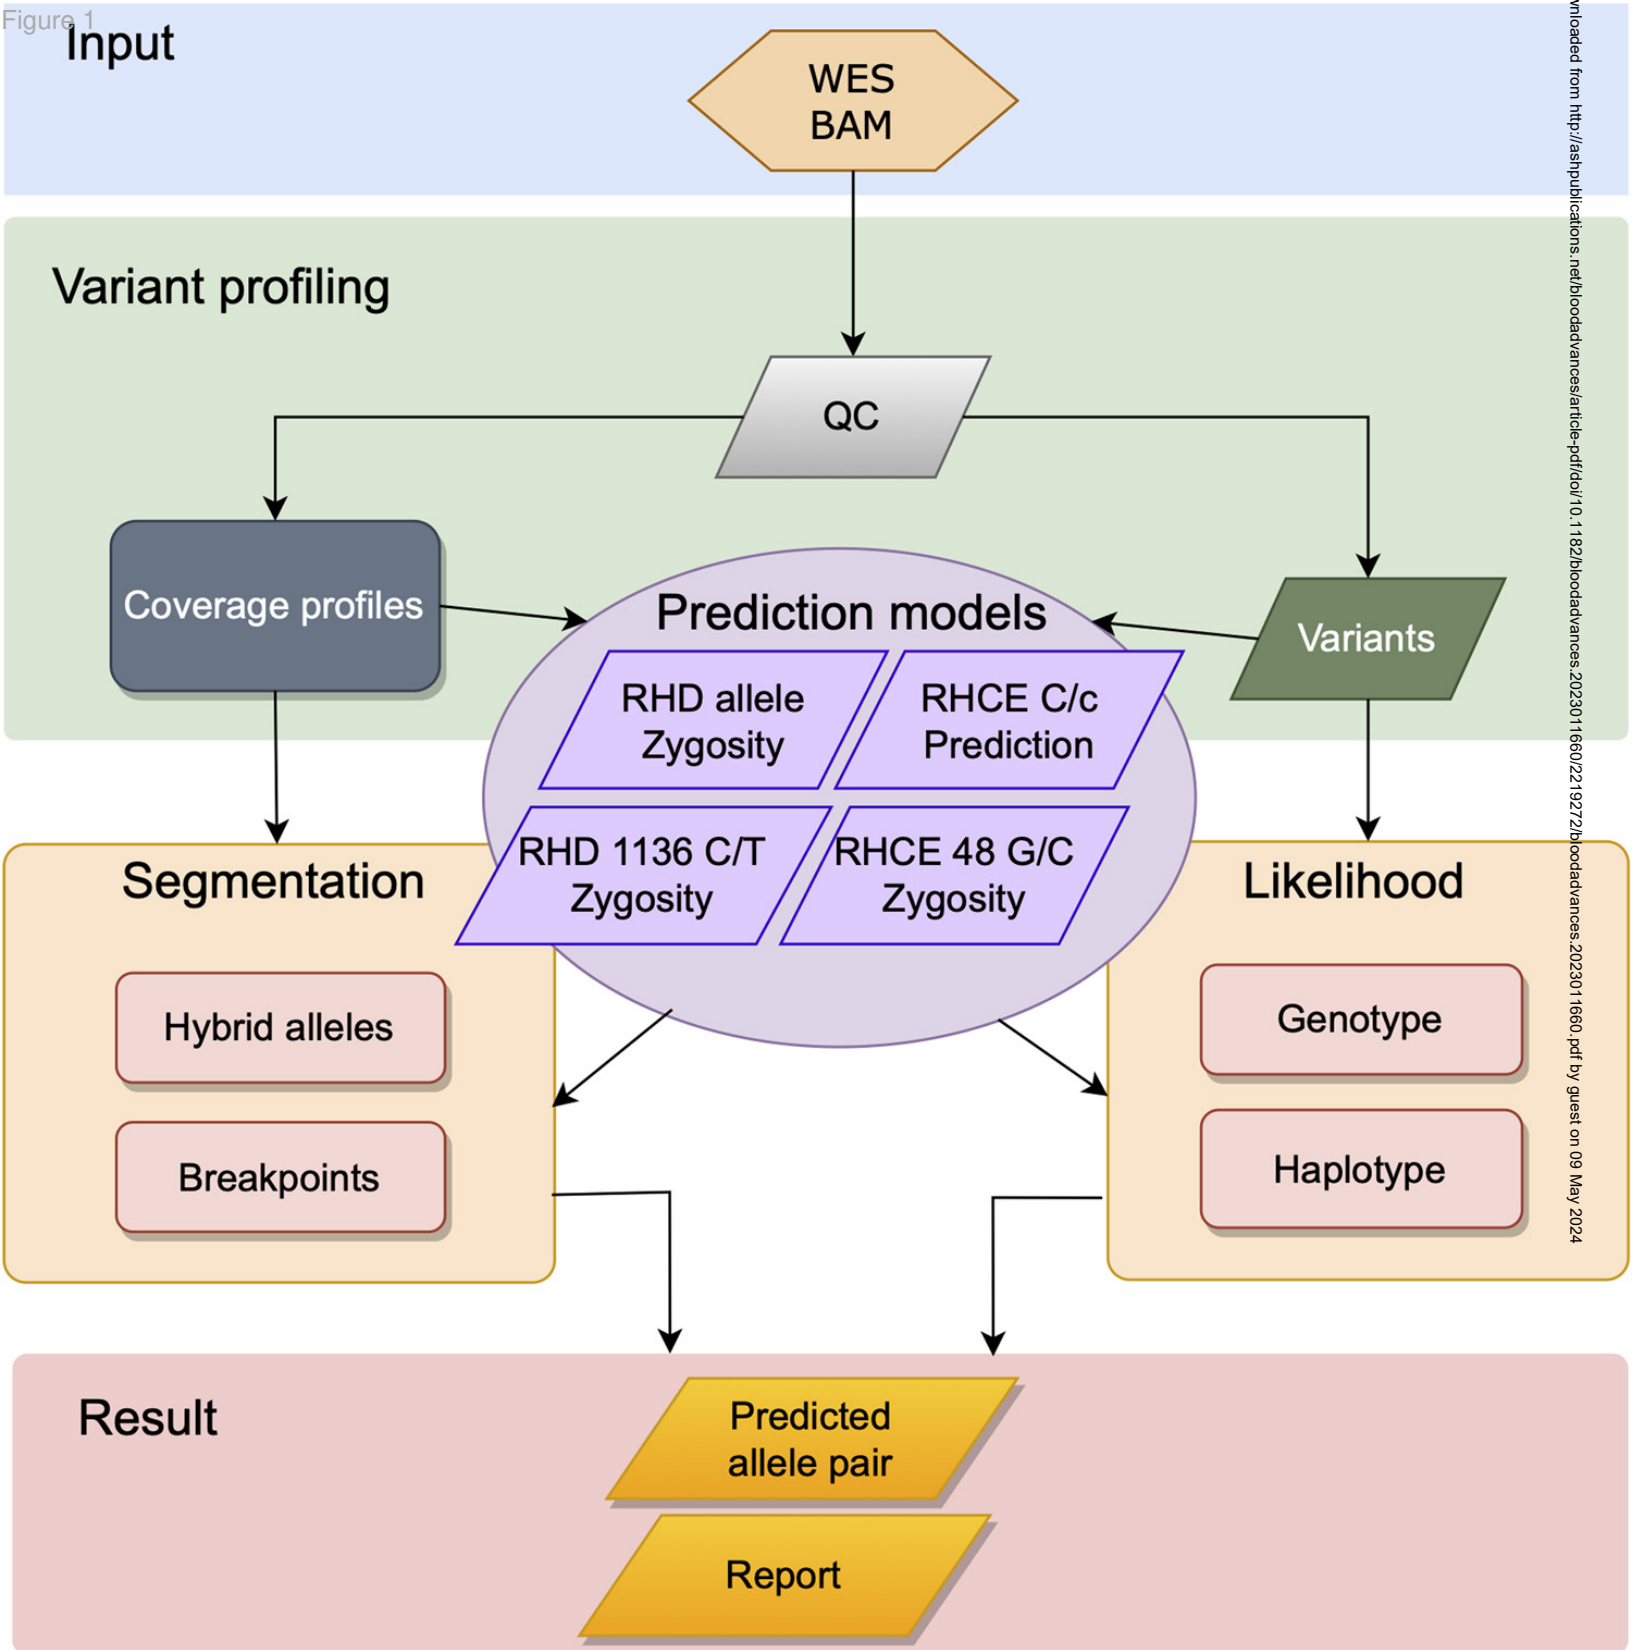 Figure 1
Input
WES
BAM
Variant profiling
QC
Coverage profiles
Prediction models
Variants
RHD allele
Zygosity
RHCE C/c
Prediction
RHD 1136 C/T
Zygosity
RHCE 48 G/C
Zygosity
Segmentation
Hybrid alleles
Breakpoints
Likelihood
Genotype
Haplotype
Result
Predicted
allele pair
Report
from http://ashpublications.net/bloodadvances/article-pdf/doi/10.1182/bloodadvances.2023011660/2219272/bloodadvances.2023011660.pdf by guest on 09 May 2024